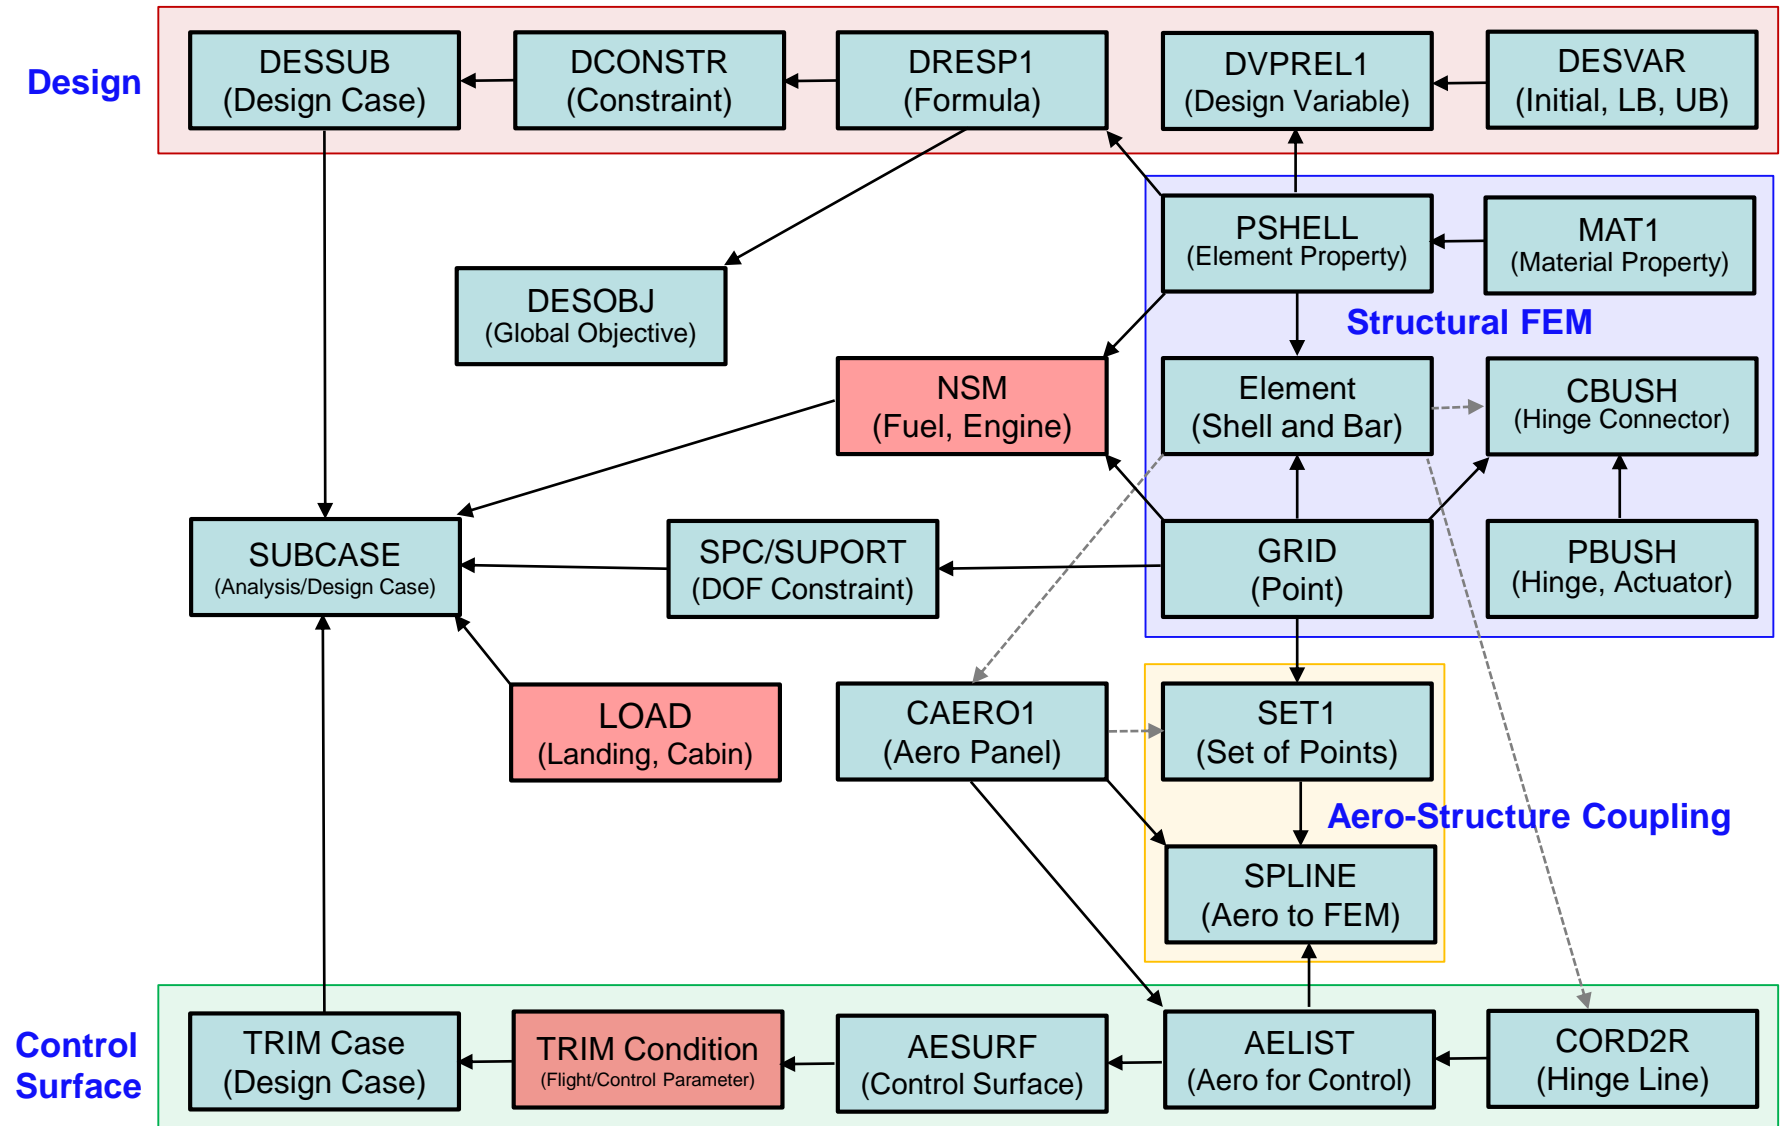 Design
DESSUB
(Design Case)
DCONSTR
(Constraint)
DRESP1
(Formula)
DVPREL1
(Design Variable)
DESVAR
(Initial, LB, UB)
PSHELL
(Element Property)
MAT1
(Material Property)
DESOBJ
(Global Objective)
Structural FEM
NSM
(Fuel, Engine)
Element
(Shell and Bar)
CBUSH
(Hinge Connector)
SUBCASE
(Analysis/Design Case)
SPC/SUPORT
(DOF Constraint)
GRID
(Point)
PBUSH
(Hinge, Actuator)
LOAD
(Landing, Cabin)
CAERO1
(Aero Panel)
SET1
(Set of Points)
Aero-Structure Coupling
SPLINE
(Aero to FEM)
Control
Surface
TRIM Case
(Design Case)
TRIM Condition
(Flight/Control Parameter)
AESURF
(Control Surface)
AELIST
(Aero for Control)
CORD2R
(Hinge Line)